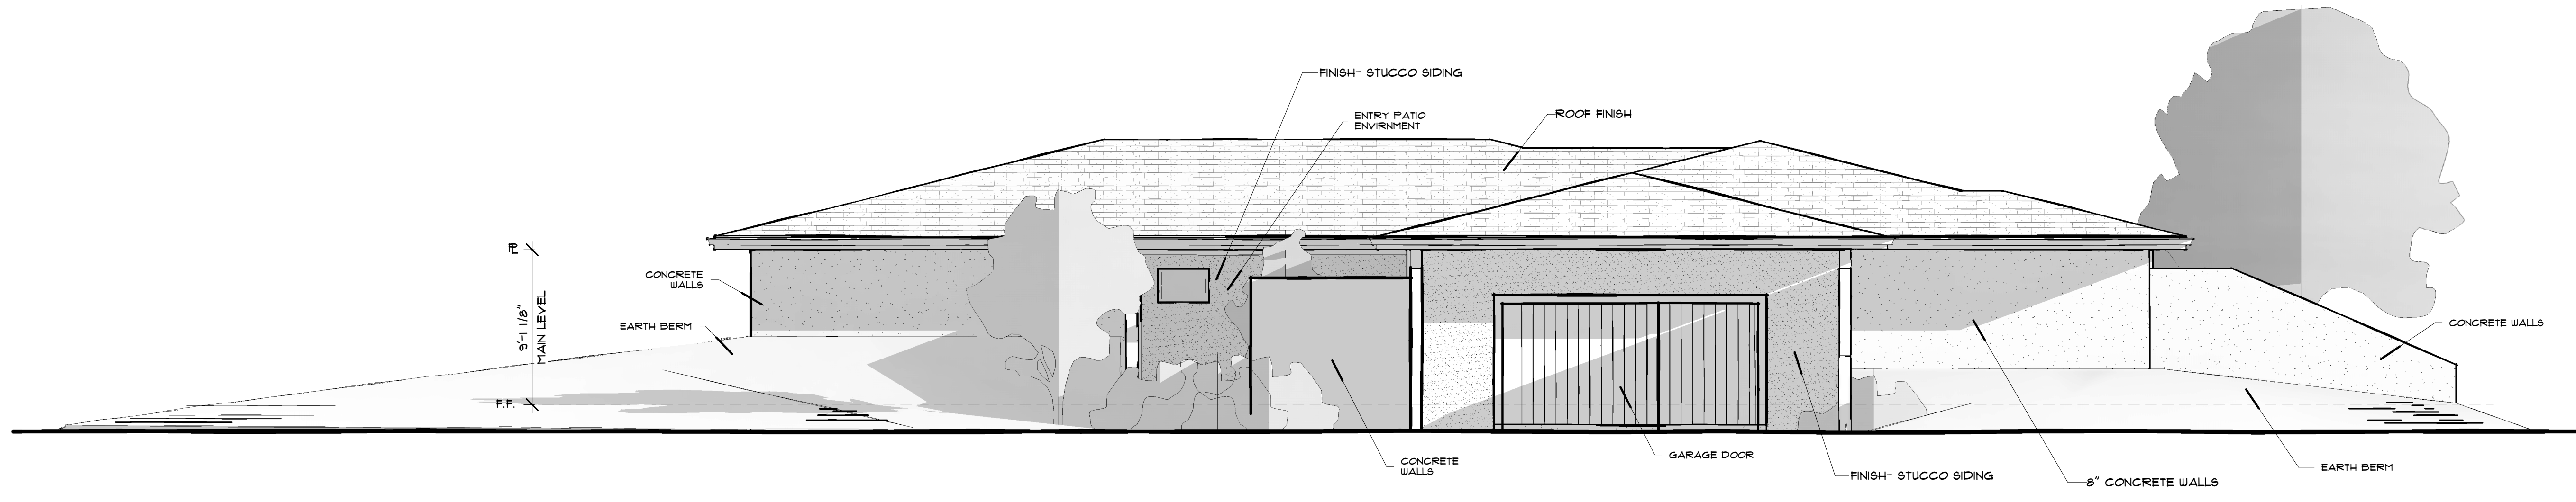 FINISH- STUCCO SIDING
ENTRY PATIO
ENVIRNMENT
ROOF FINISH
PL
CONCRETE
WALLS
9'-1 1/8"
MAIN LEVEL
EARTH BERM
F.F.
CONCRETE WALLS
CONCRETE
WALLS
GARAGE DOOR
FINISH- STUCCO SIDING
8" CONCRETE WALLS
EARTH BERM